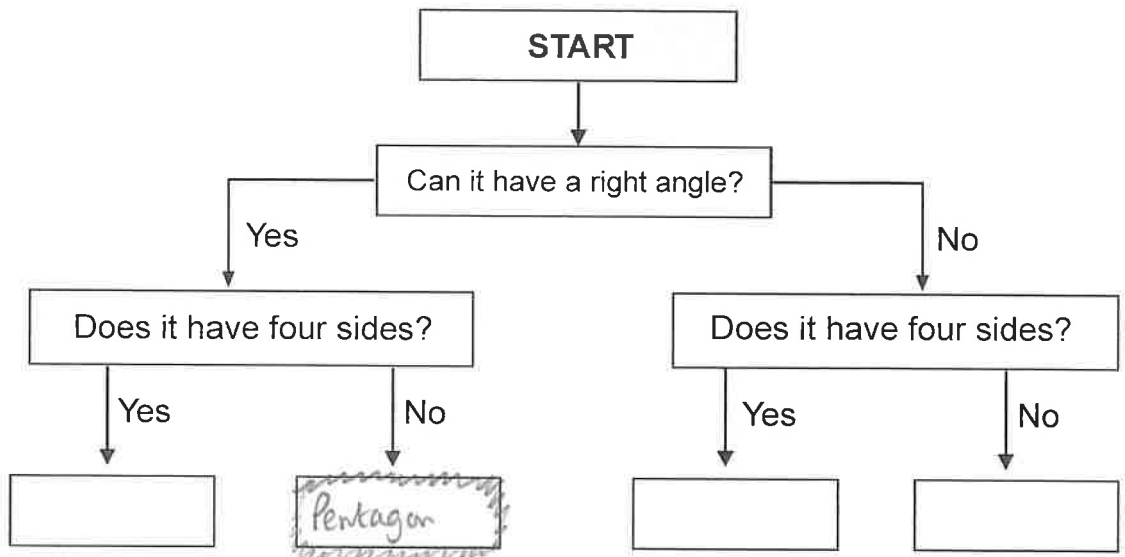 START
Can it have a right angle?
Yes
No
Does it have four sides?
Does it have four sides?
Yes
No
Yes
No
Pentagon